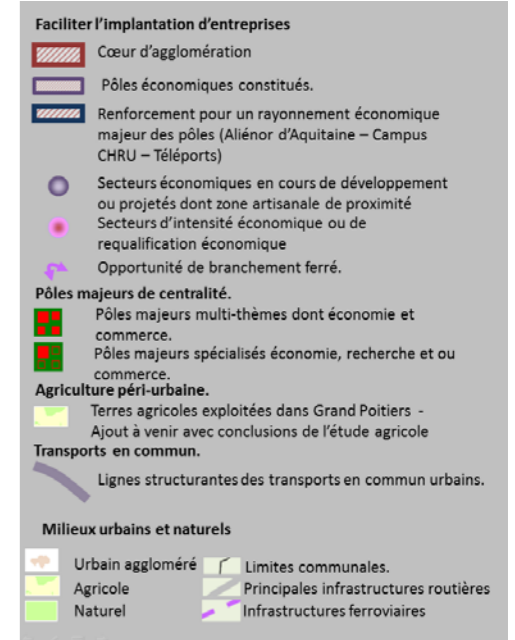 Faciliter l'implantation d'entreprises
Cœur d'agglomération
Pôles économiques constitués.
Renforcement pour un rayonnement économique
majeur des pôles (Aliénor d'Aquitaine – Campus
CHRU – Téléports)
Secteurs économiques en cours de développement
ou projetés dont zone artisanale de proximité
Secteurs d'intensité économique ou de
requalification économique
Opportunité de branchement ferré.
Pôles majeurs de centralité.
Pôles majeurs multi-thèmes dont économie et
commerce.
Pôles majeurs spécialisés économie, recherche et ou
commerce.
Agriculture péri-urbaine.
Terres agricoles exploitées dans Grand Poitiers -
Ajout à venir avec conclusions de l'étude agricole
Transports en commun.
Lignes structurantes des transports en commun urbains.
Milieux urbains et naturels
Urbain aggloméré
Limites communales.
Agricole
Principales infrastructures routières
Naturel
Infrastructures ferroviaires